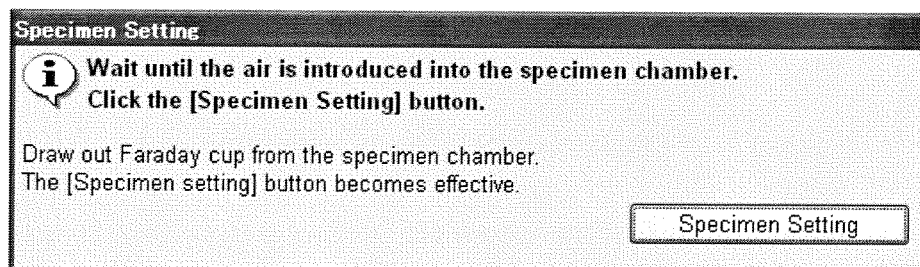 Specimen Setting
Wait until the air is introduced into the specimen chamber.
Click the [Specimen Setting] button.
Draw out Faraday cup from the specimen chamber.
The [Specimen setting] button becomes effective.
Specimen Setting